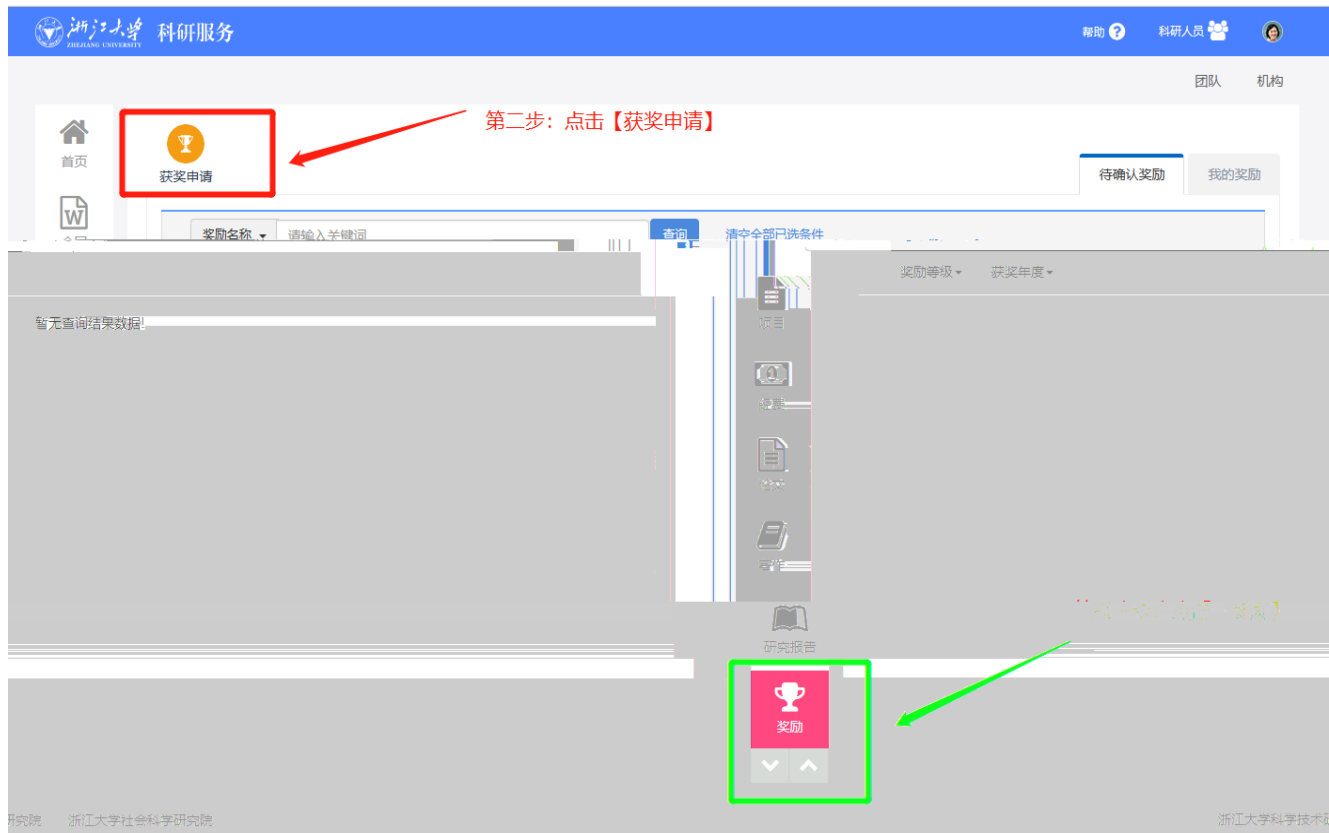 浙江大学
ZHEJIANG UNIVERSITY
科研服务
帮助 ?
科研人员
团队 机构
首页
获奖申请
第二步：点击【获奖申请】
待确认奖励 我的奖励
W
奖励名称 请输入关键词 查询 清空全部已选条件
奖励等级 获奖年度
暂无查询结果数据!
项目
研究报告
奖励
研究院 浙江大学社会科学研究院
浙江大学科学技术研